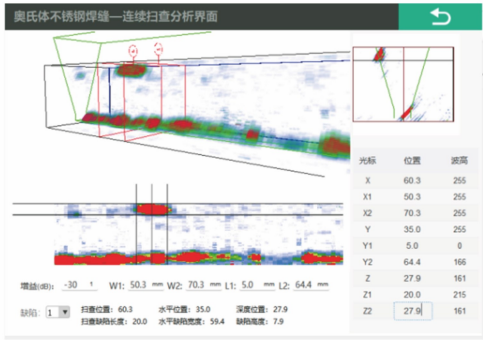 奥氏体不锈钢焊缝—连续扫查分析界面
光标 位置 波高
X 60.3 255
X1 50.3 255
X2 70.3 255
Y 35.0 255
Y1 5.0 0
Y2 64.4 166
Z 27.9 161
Z1 20.0 215
Z2 27.9 161
增益(dB): -30 W1: 50.3 mm W2: 70.3 mm L1: 5.0 mm L2: 64.4 mm
缺陷: 1 扫查位置: 60.3 水平位置: 35.0 深度位置: 27.9
扫查缺陷长度: 20.0 水平缺陷宽度: 59.4 缺陷高度: 7.9